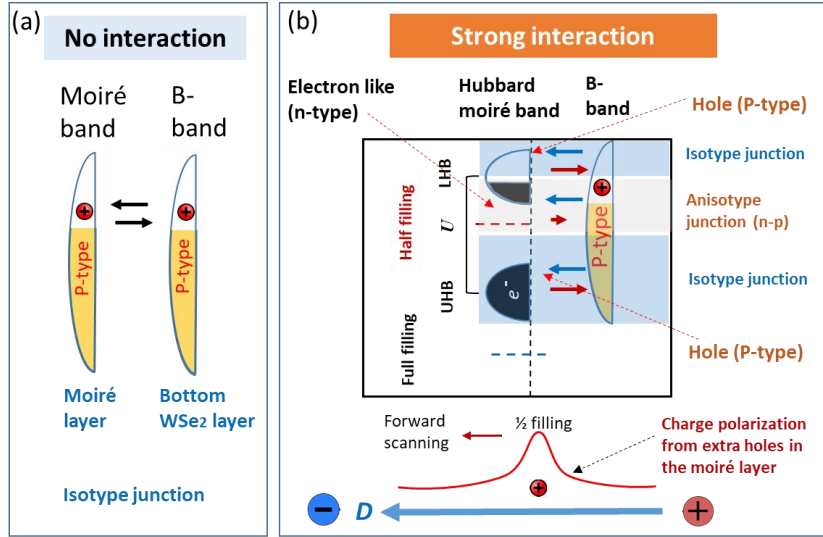 (a)
No interaction
Moiré
band
B-
band
P-type
P-type
Moiré
layer
Bottom
WSe2 layer
Isotype junction
(b)
Strong interaction
Electron like
(n-type)
Hubbard
moiré band
B-
band
Hole (P-type)
LHB
Isotype junction
Half filling
U
P-type
Anisotype
junction (n-p)
UHB
e-
Isotype junction
Full filling
Hole (P-type)
Forward
scanning
½ filling
Charge polarization
from extra holes in
the moiré layer
D